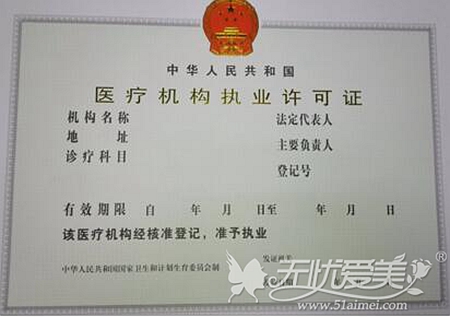 中华人民共和国
医疗机构执业许可证
机构名称 法定代表人
地 址 主要负责人
诊疗科目 登记号
有效期限 自 年 月 日至 年 月 日
该医疗机构经核准登记，准予执业
发证机关
中华人民共和国国家卫生和计划生育委员会制
无忧爱美
www.51aimei.com